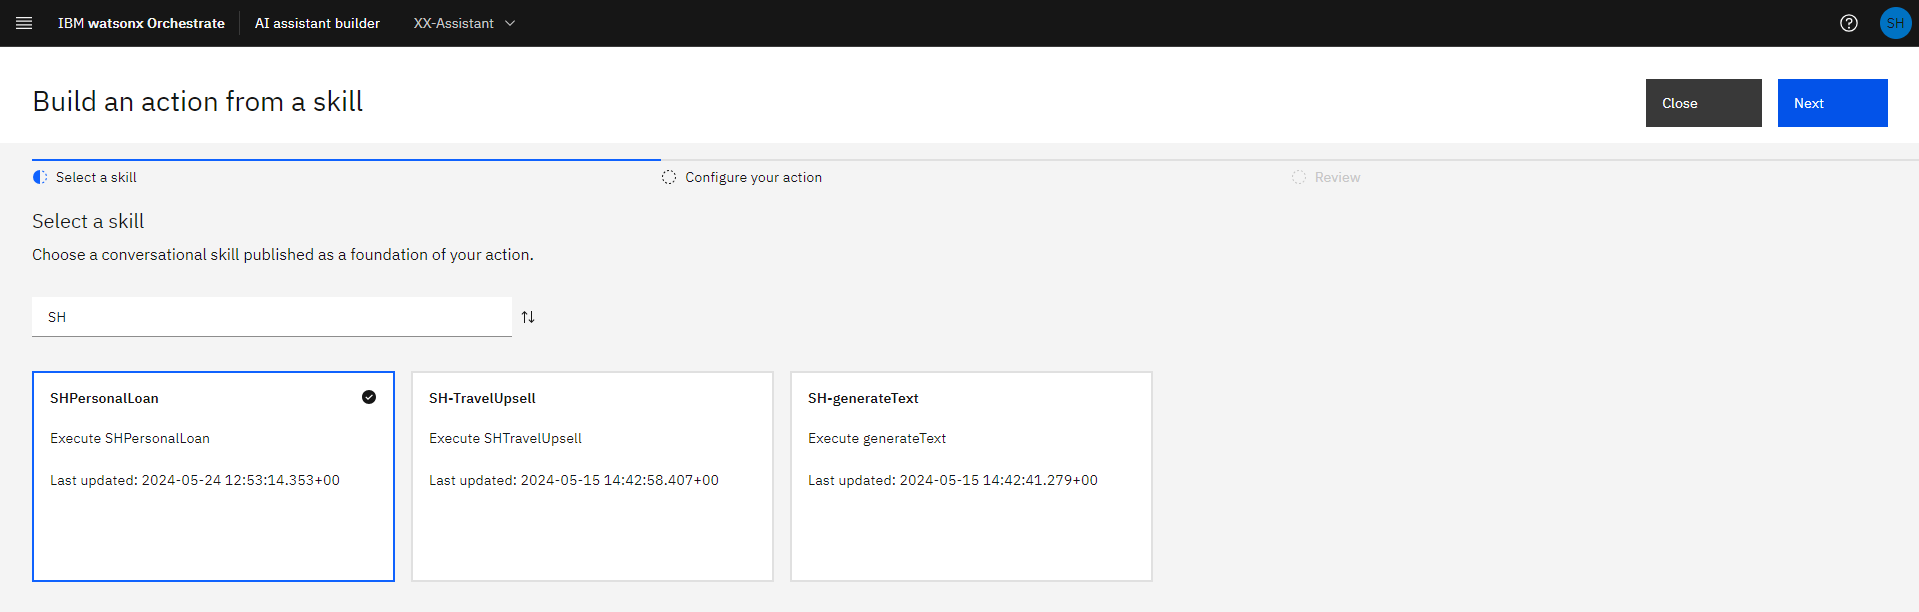 IBM watsonx Orchestrate AI assistant builder XX-Assistant SH
Build an action from a skill
Close Next
Select a skill Configure your action Review
Select a skill
Choose a conversational skill published as a foundation of your action.
SH
SHPersonalLoan SH-TravelUpsell SH-generateText
Execute SHPersonalLoan Execute SHTravelUpsell Execute generateText
Last updated: 2024-05-24 12:53:14.353+00 Last updated: 2024-05-15 14:42:58.407+00 Last updated: 2024-05-15 14:42:41.279+00